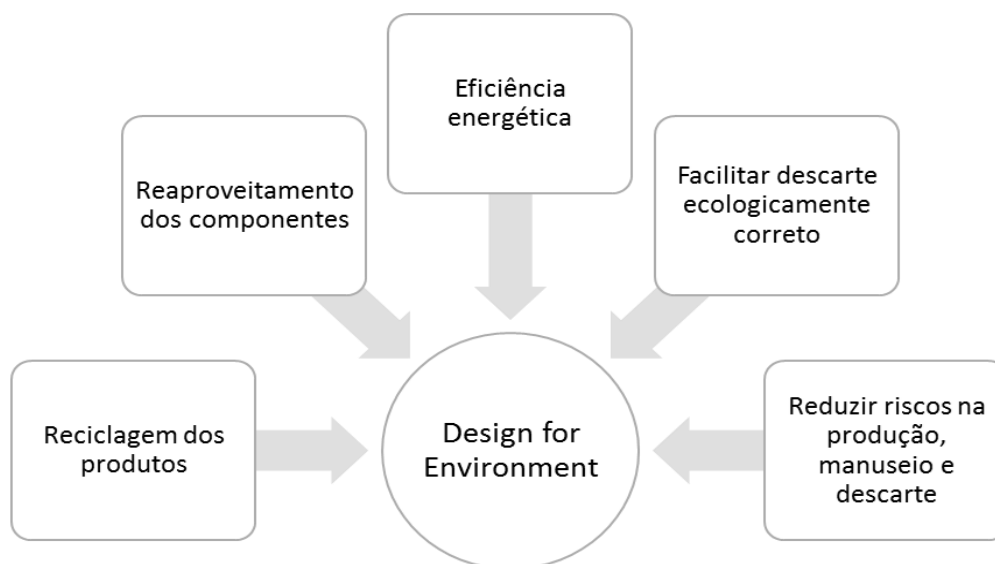 Eficiência
energética
Reaproveitamento
dos componentes
Facilitar descarte
ecologicamente
correto
Reciclagem dos
produtos
Design for
Environment
Reduzir riscos na
produção,
manuseio e
descarte